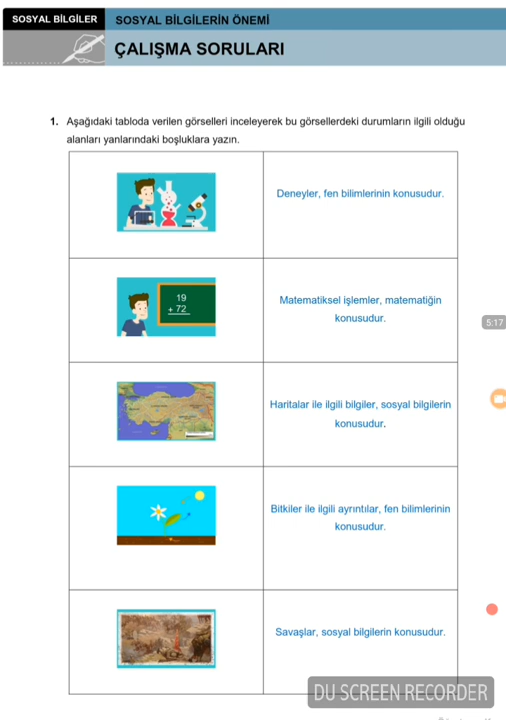 SOSYAL BİLGİLER
SOSYAL BİLGİLERİN ÖNEMİ
ÇALIŞMA SORULARI
1. Aşağıdaki tabloda verilen görselleri inceleyerek bu görsellerdeki durumların ilgili olduğu
alanları yanlarındaki boşluklara yazın.
Deneyler, fen bilimlerinin konusudur.
19
+ 72
Matematiksel işlemler, matematiğin
konusudur.
5:17
Haritalar ile ilgili bilgiler, sosyal bilgilerin
konusudur.
Bitkiler ile ilgili ayrıntılar, fen bilimlerinin
konusudur.
Savaşlar, sosyal bilgilerin konusudur.
DU SCREEN RECORDER